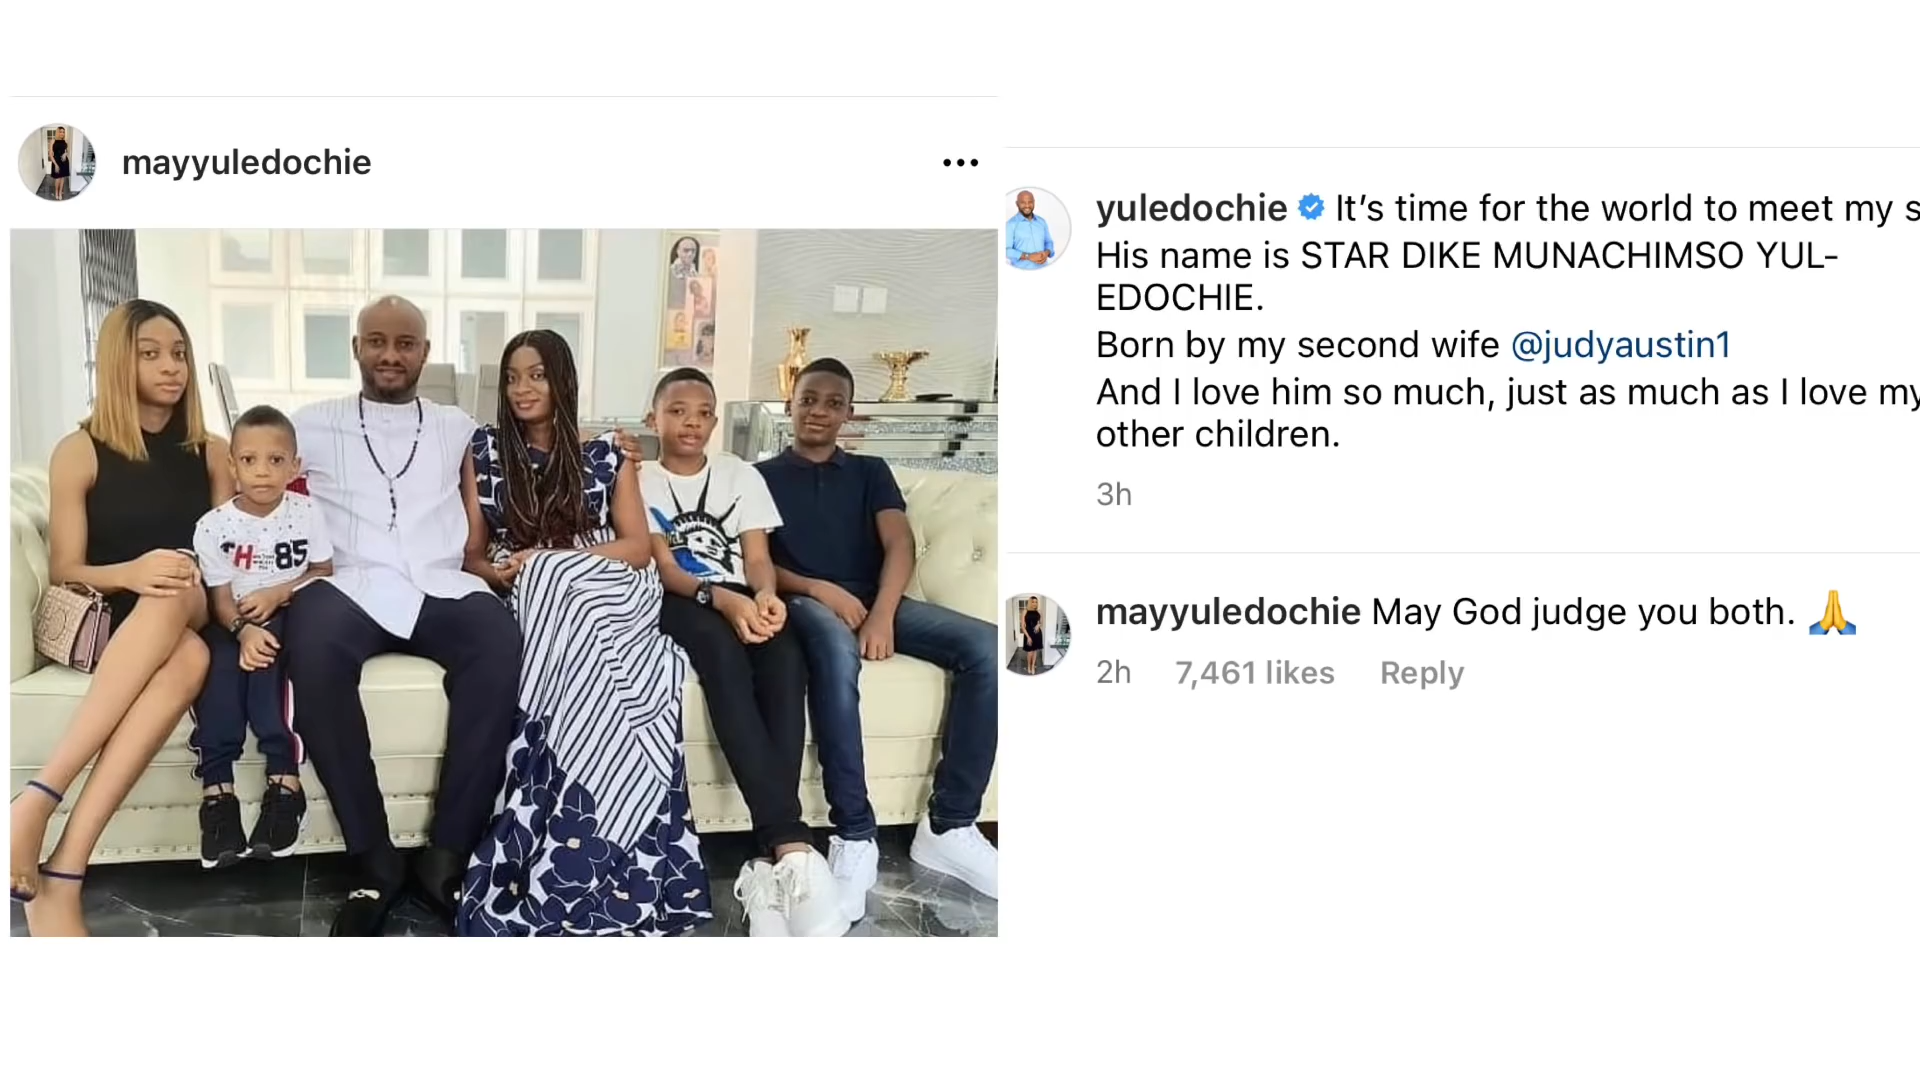 mayyuledochie
H 85
yuledochie It’s time for the world to meet my s
His name is STAR DIKE MUNACHIMSO YUL-
EDOCHIE.
Born by my second wife @judyaustin1
And I love him so much, just as much as I love my
other children.
3h
mayyuledochie May God judge you both. 🙏
2h 7,461 likes Reply